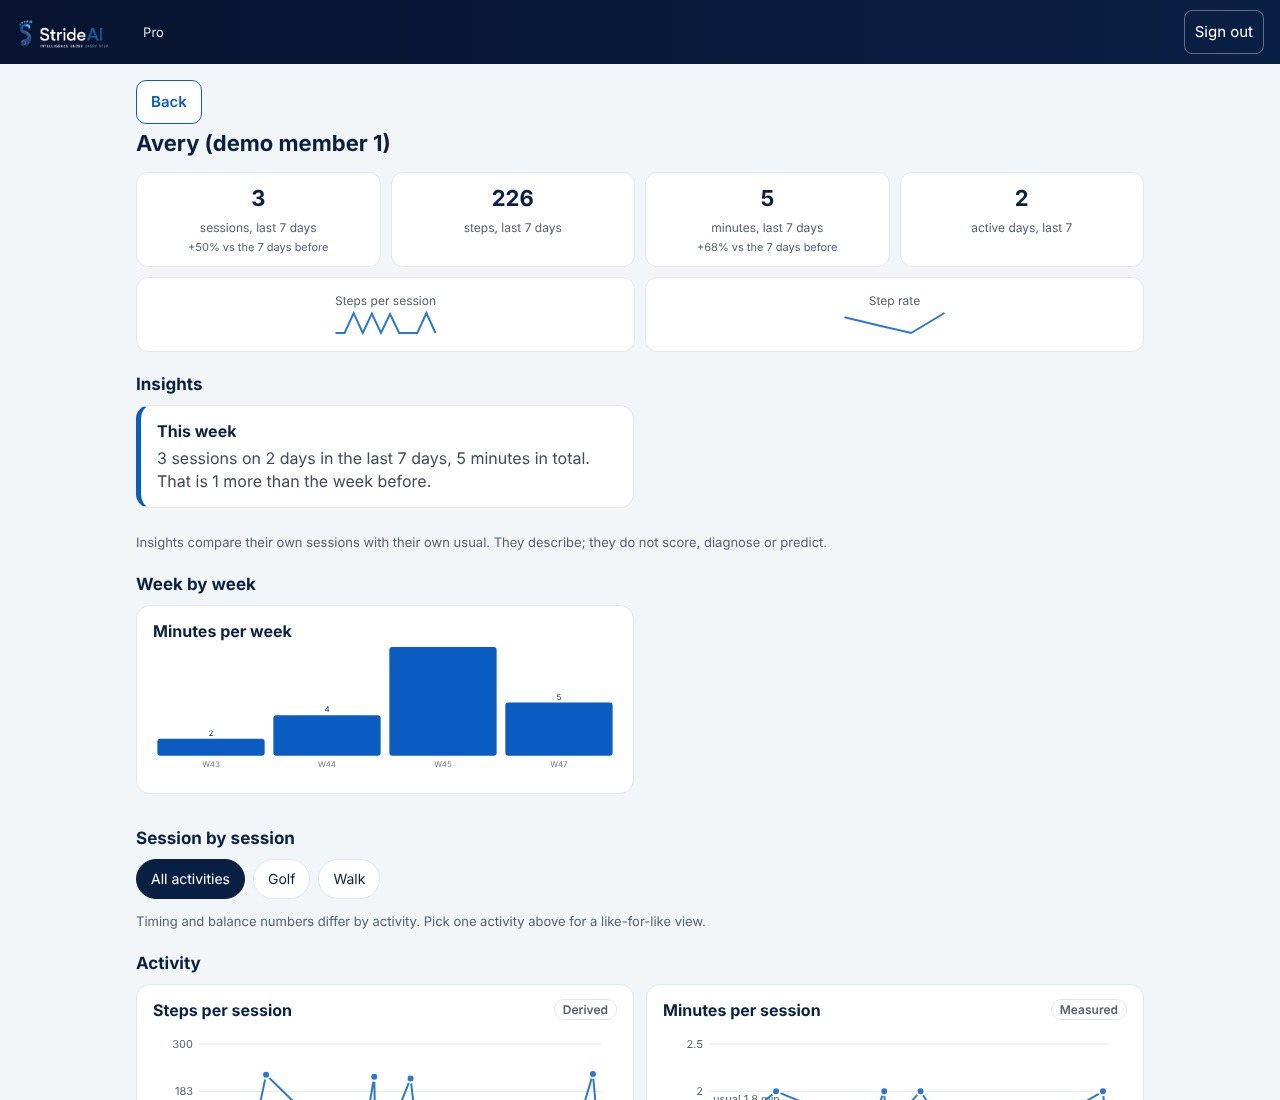 StrideAI
Pro
Sign out
Back
Avery (demo member 1)
3
sessions, last 7 days
+50% vs the 7 days before
226
steps, last 7 days
5
minutes, last 7 days
+68% vs the 7 days before
2
active days, last 7
Steps per session
Step rate
Insights
This week
3 sessions on 2 days in the last 7 days, 5 minutes in total.
That is 1 more than the week before.
Insights compare their own sessions with their own usual. They describe; they do not score, diagnose or predict.
Week by week
Minutes per week
2
4
5
W43
W44
W45
W47
Session by session
All activities
Golf
Walk
Timing and balance numbers differ by activity. Pick one activity above for a like-for-like view.
Activity
Steps per session
Derived
300
183
Minutes per session
Measured
2.5
2
usual 1.8 min